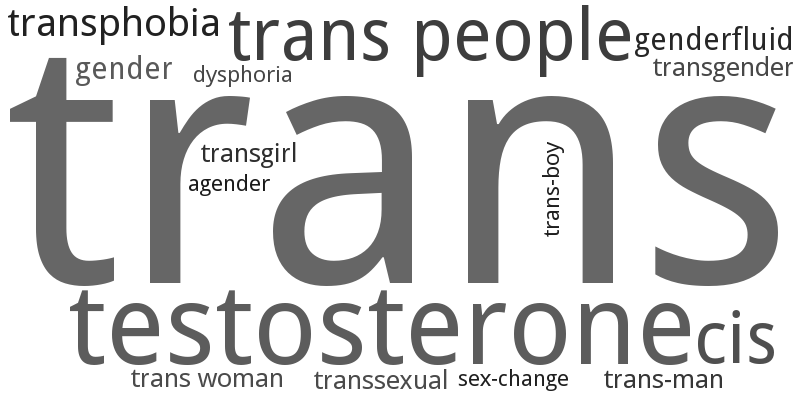 transphobia
trans people
genderfluid
gender
dysphoria
transgender
trans
transgirl
agender
trans-boy
testosterone
cis
trans woman
transsexual
sex-change
trans-man